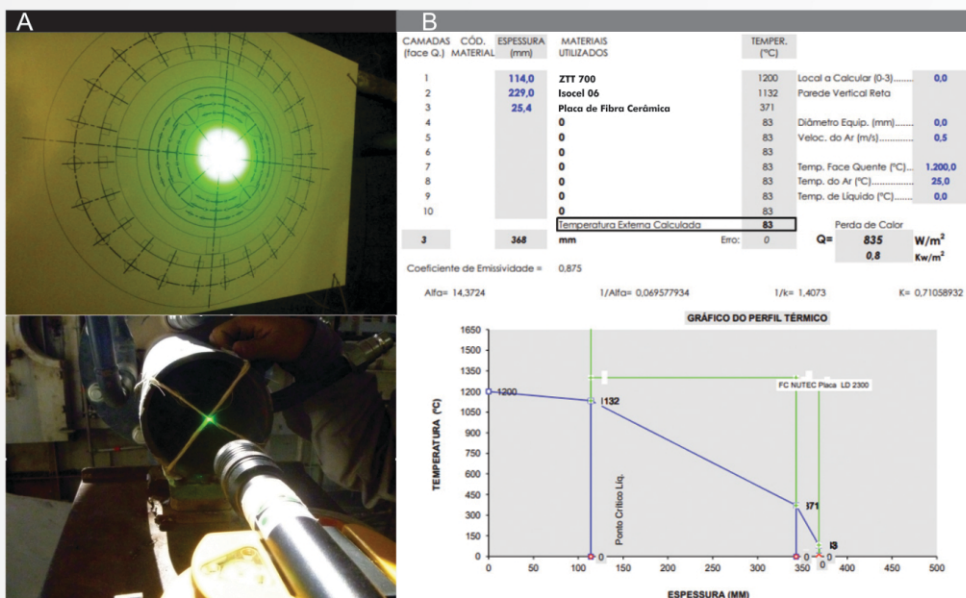 A
B
CAMADAS CÓD. ESPESSURA MATERIAIS TEMPER.
(face Q.) MATERIAL (mm) UTILIZADOS (°C)
1 114,0 ZTT 700 1200 Local a Calcular (0-3)........ 0,0
2 229,0 Isocel 06 1132 Parede Vertical Reta
3 25,4 Placa de Fibra Cerâmica 371
4 0 83 Diâmetro Equip. (mm) 0,0
5 0 83 Veloc. do Ar (m/s)............ 0,5
6 0 83
7 0 83 Temp. Face Quente (°C)... 1.200,0
8 0 83 Temp. do Ar (°C)............... 25,0
9 0 83 Temp. de Líquido (°C)....... 0,0
10 0 83
Temperatura Externa Calculada 83 Perda de Calor
3 368 mm Erro: 0 Q= 835 W/m²
0,8 Kw/m²
Coeficiente de Emissividade = 0,875
Alfa= 14,3724 1/Alfa= 0,069577934 1/k= 1,4073 K= 0,71058932
GRÁFICO DO PERFIL TÉRMICO
1650
1500
1350
1200
1050
900
750
600
450
300
150
0
TEMPERATURA (°C)
1200
1132
FC NUTEC Placa LD 2300
371
83
Ponto Crítico Líq.
0
0 0
0
0 50 100 150 200 250 300 350 400 450 500
ESPESSURA (MM)